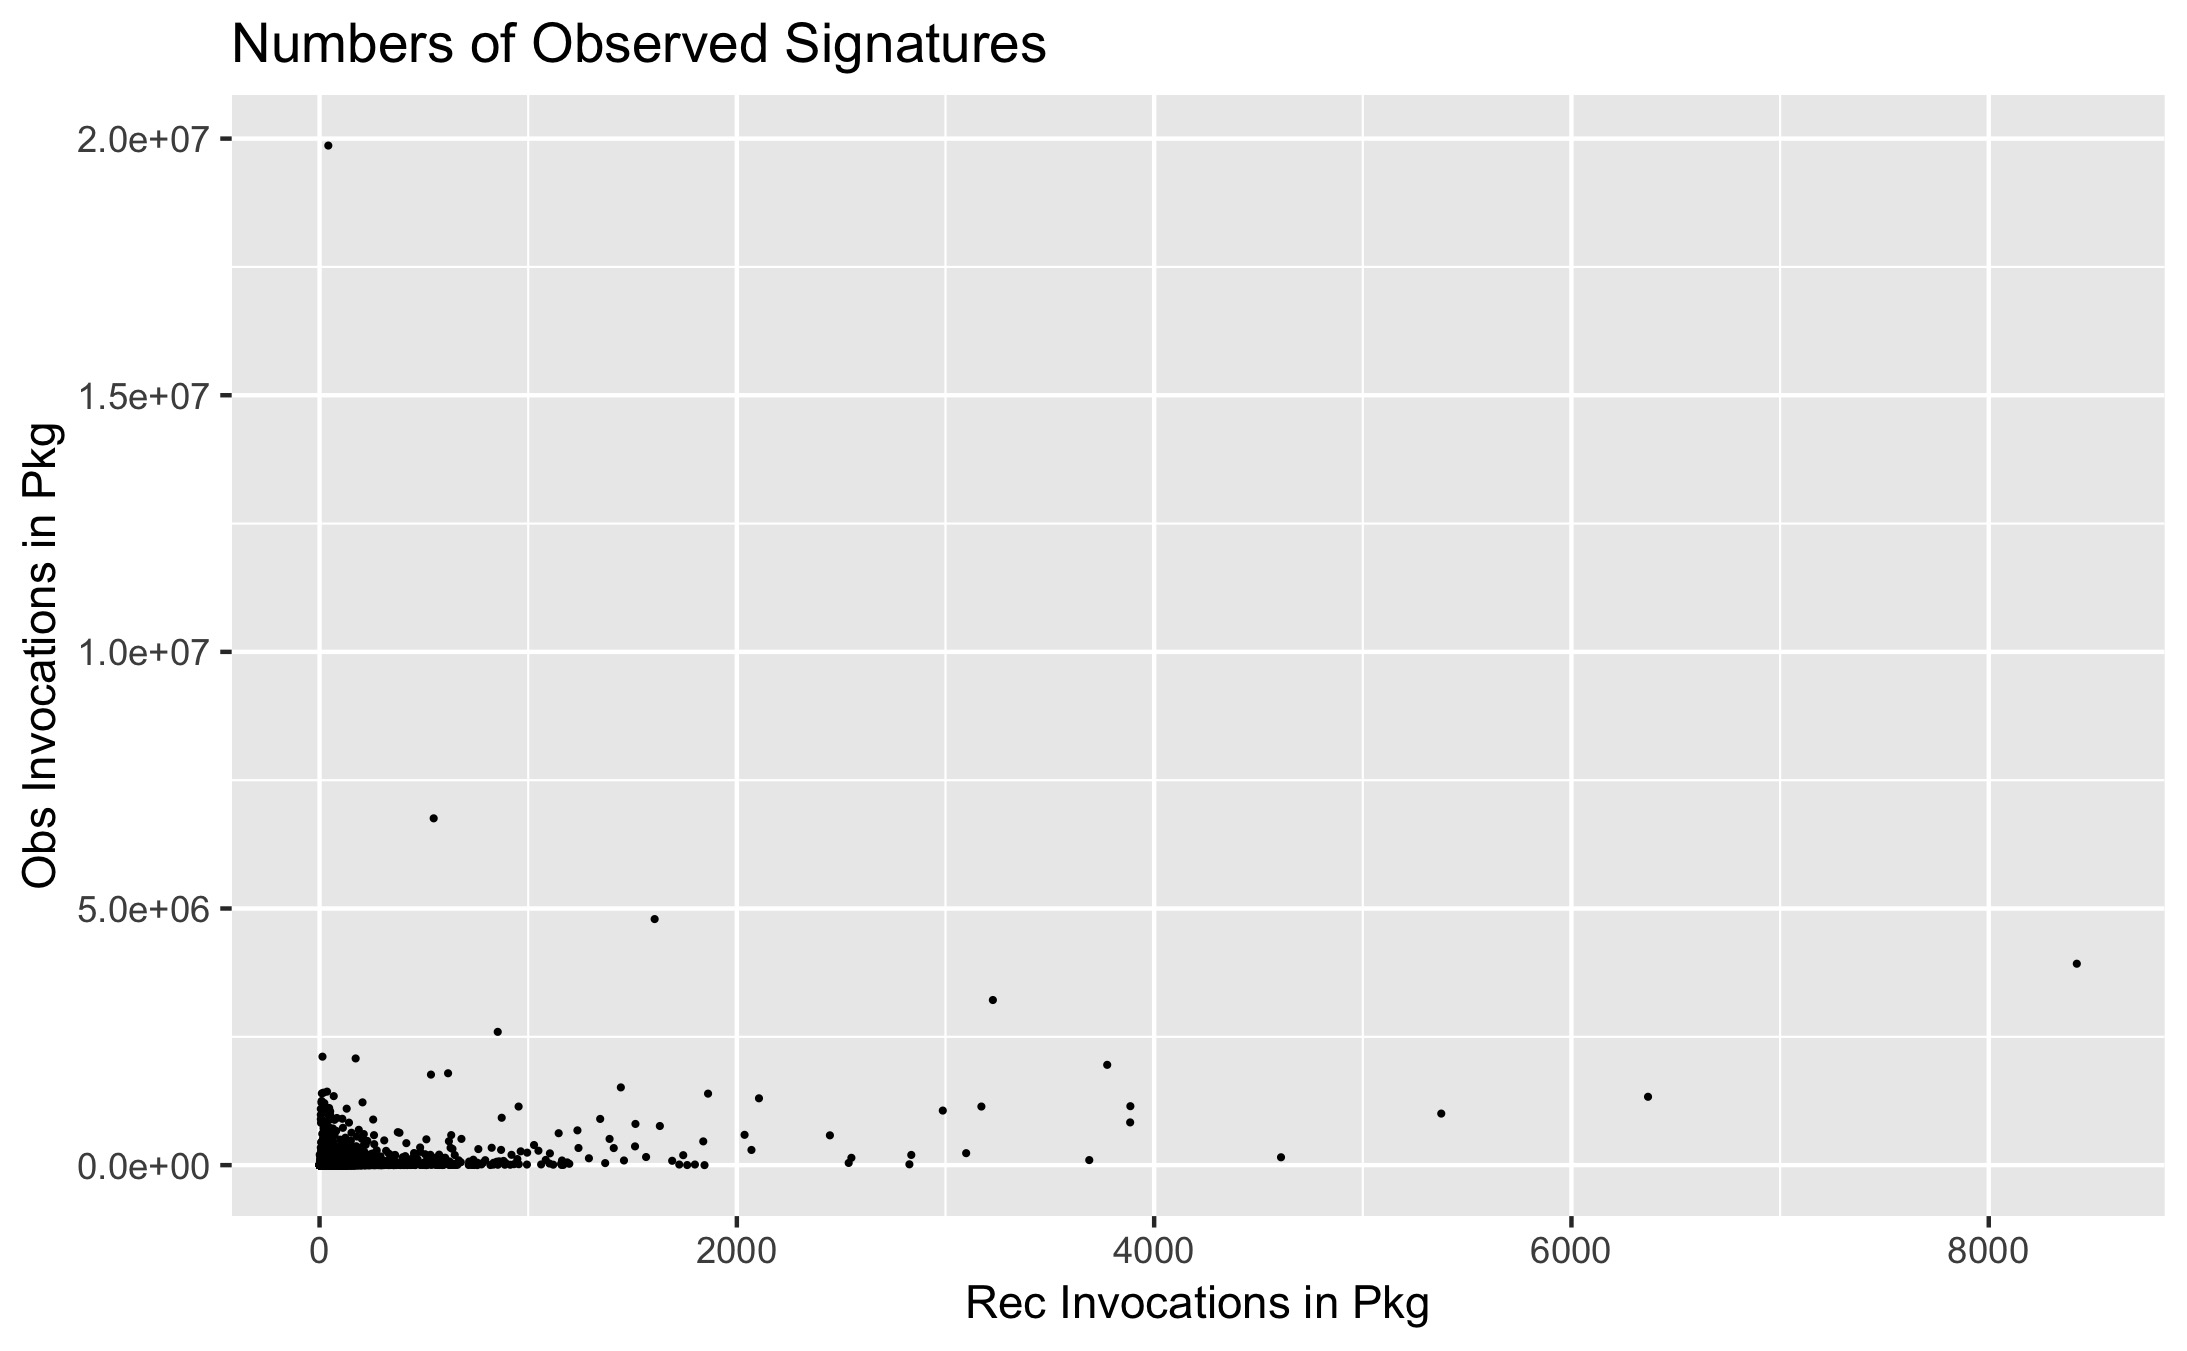 Numbers of Observed Signatures
2.0e+07
1.5e+07
1.0e+07
5.0e+06
0.0e+00
Obs Invocations in Pkg
0 2000 4000 6000 8000
Rec Invocations in Pkg